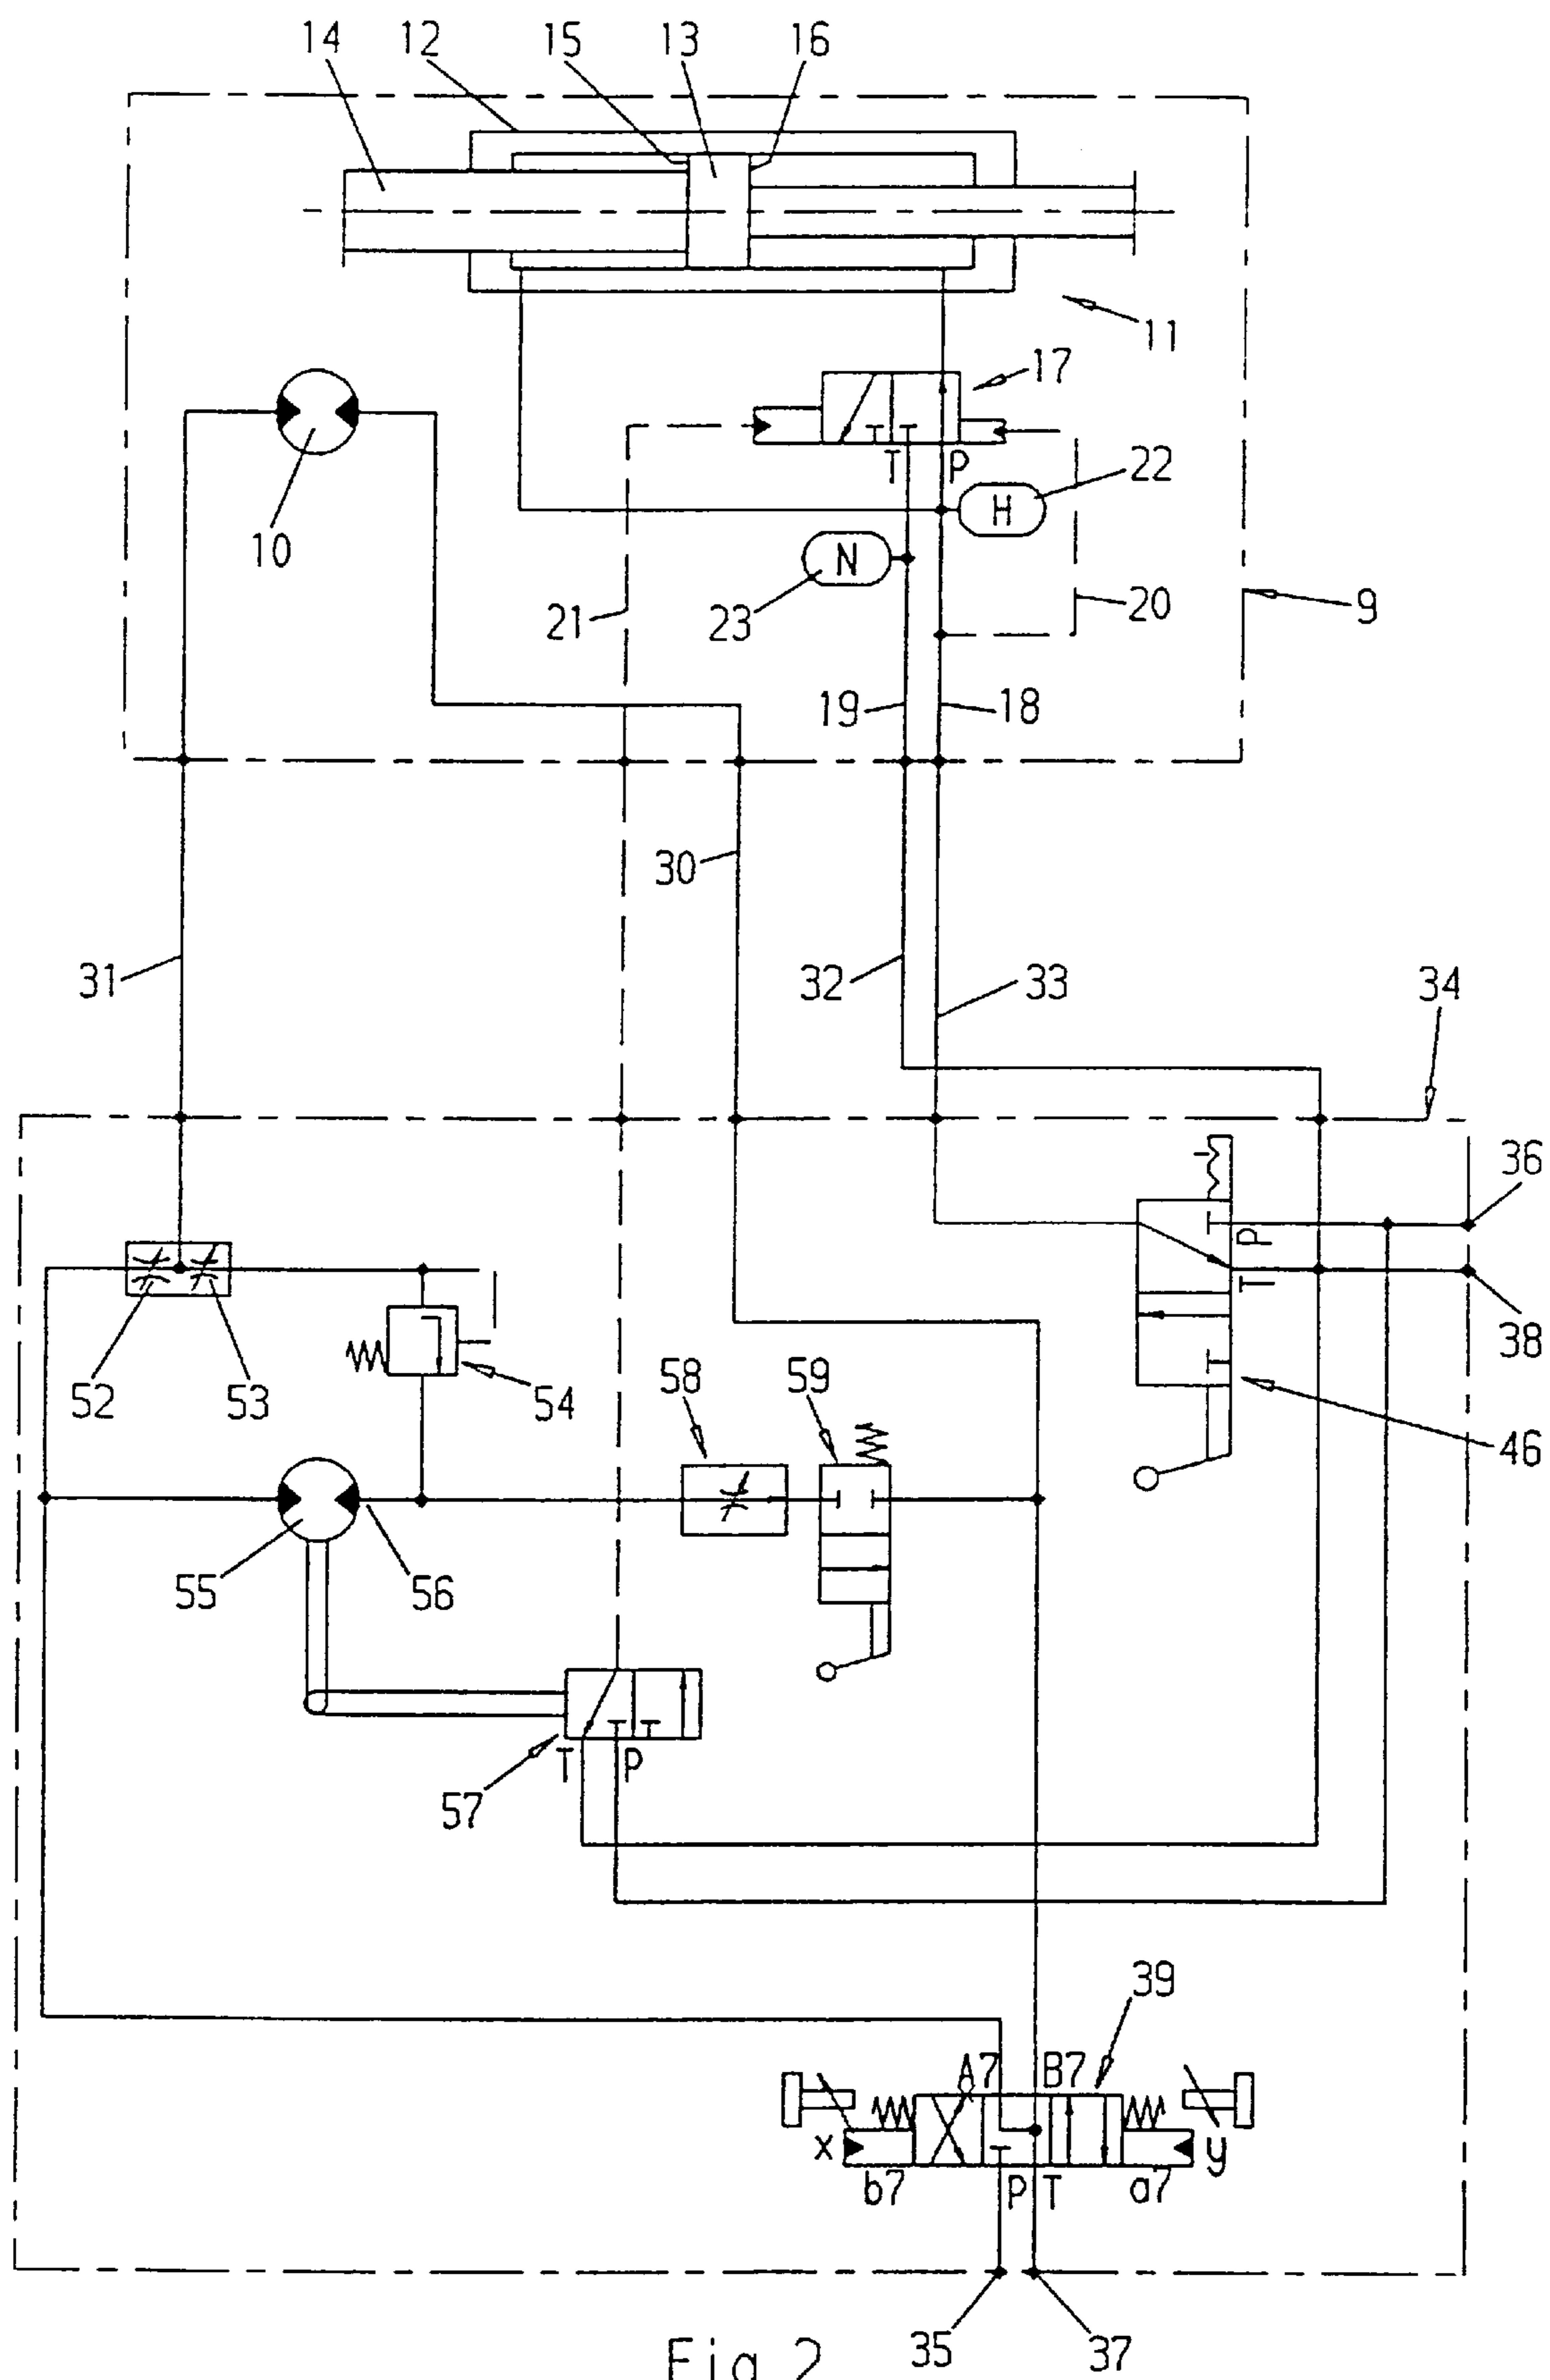 14 12 15 13 16
11
17
T P
22
H
10
N
21 23 20 9
19 18
30
31 32 33 34
36
P
T
38
52 53 54 58 59
46
55 56
T P
57
39
A7 B7
x y
b7 P T a7
35 37
Fig. 2